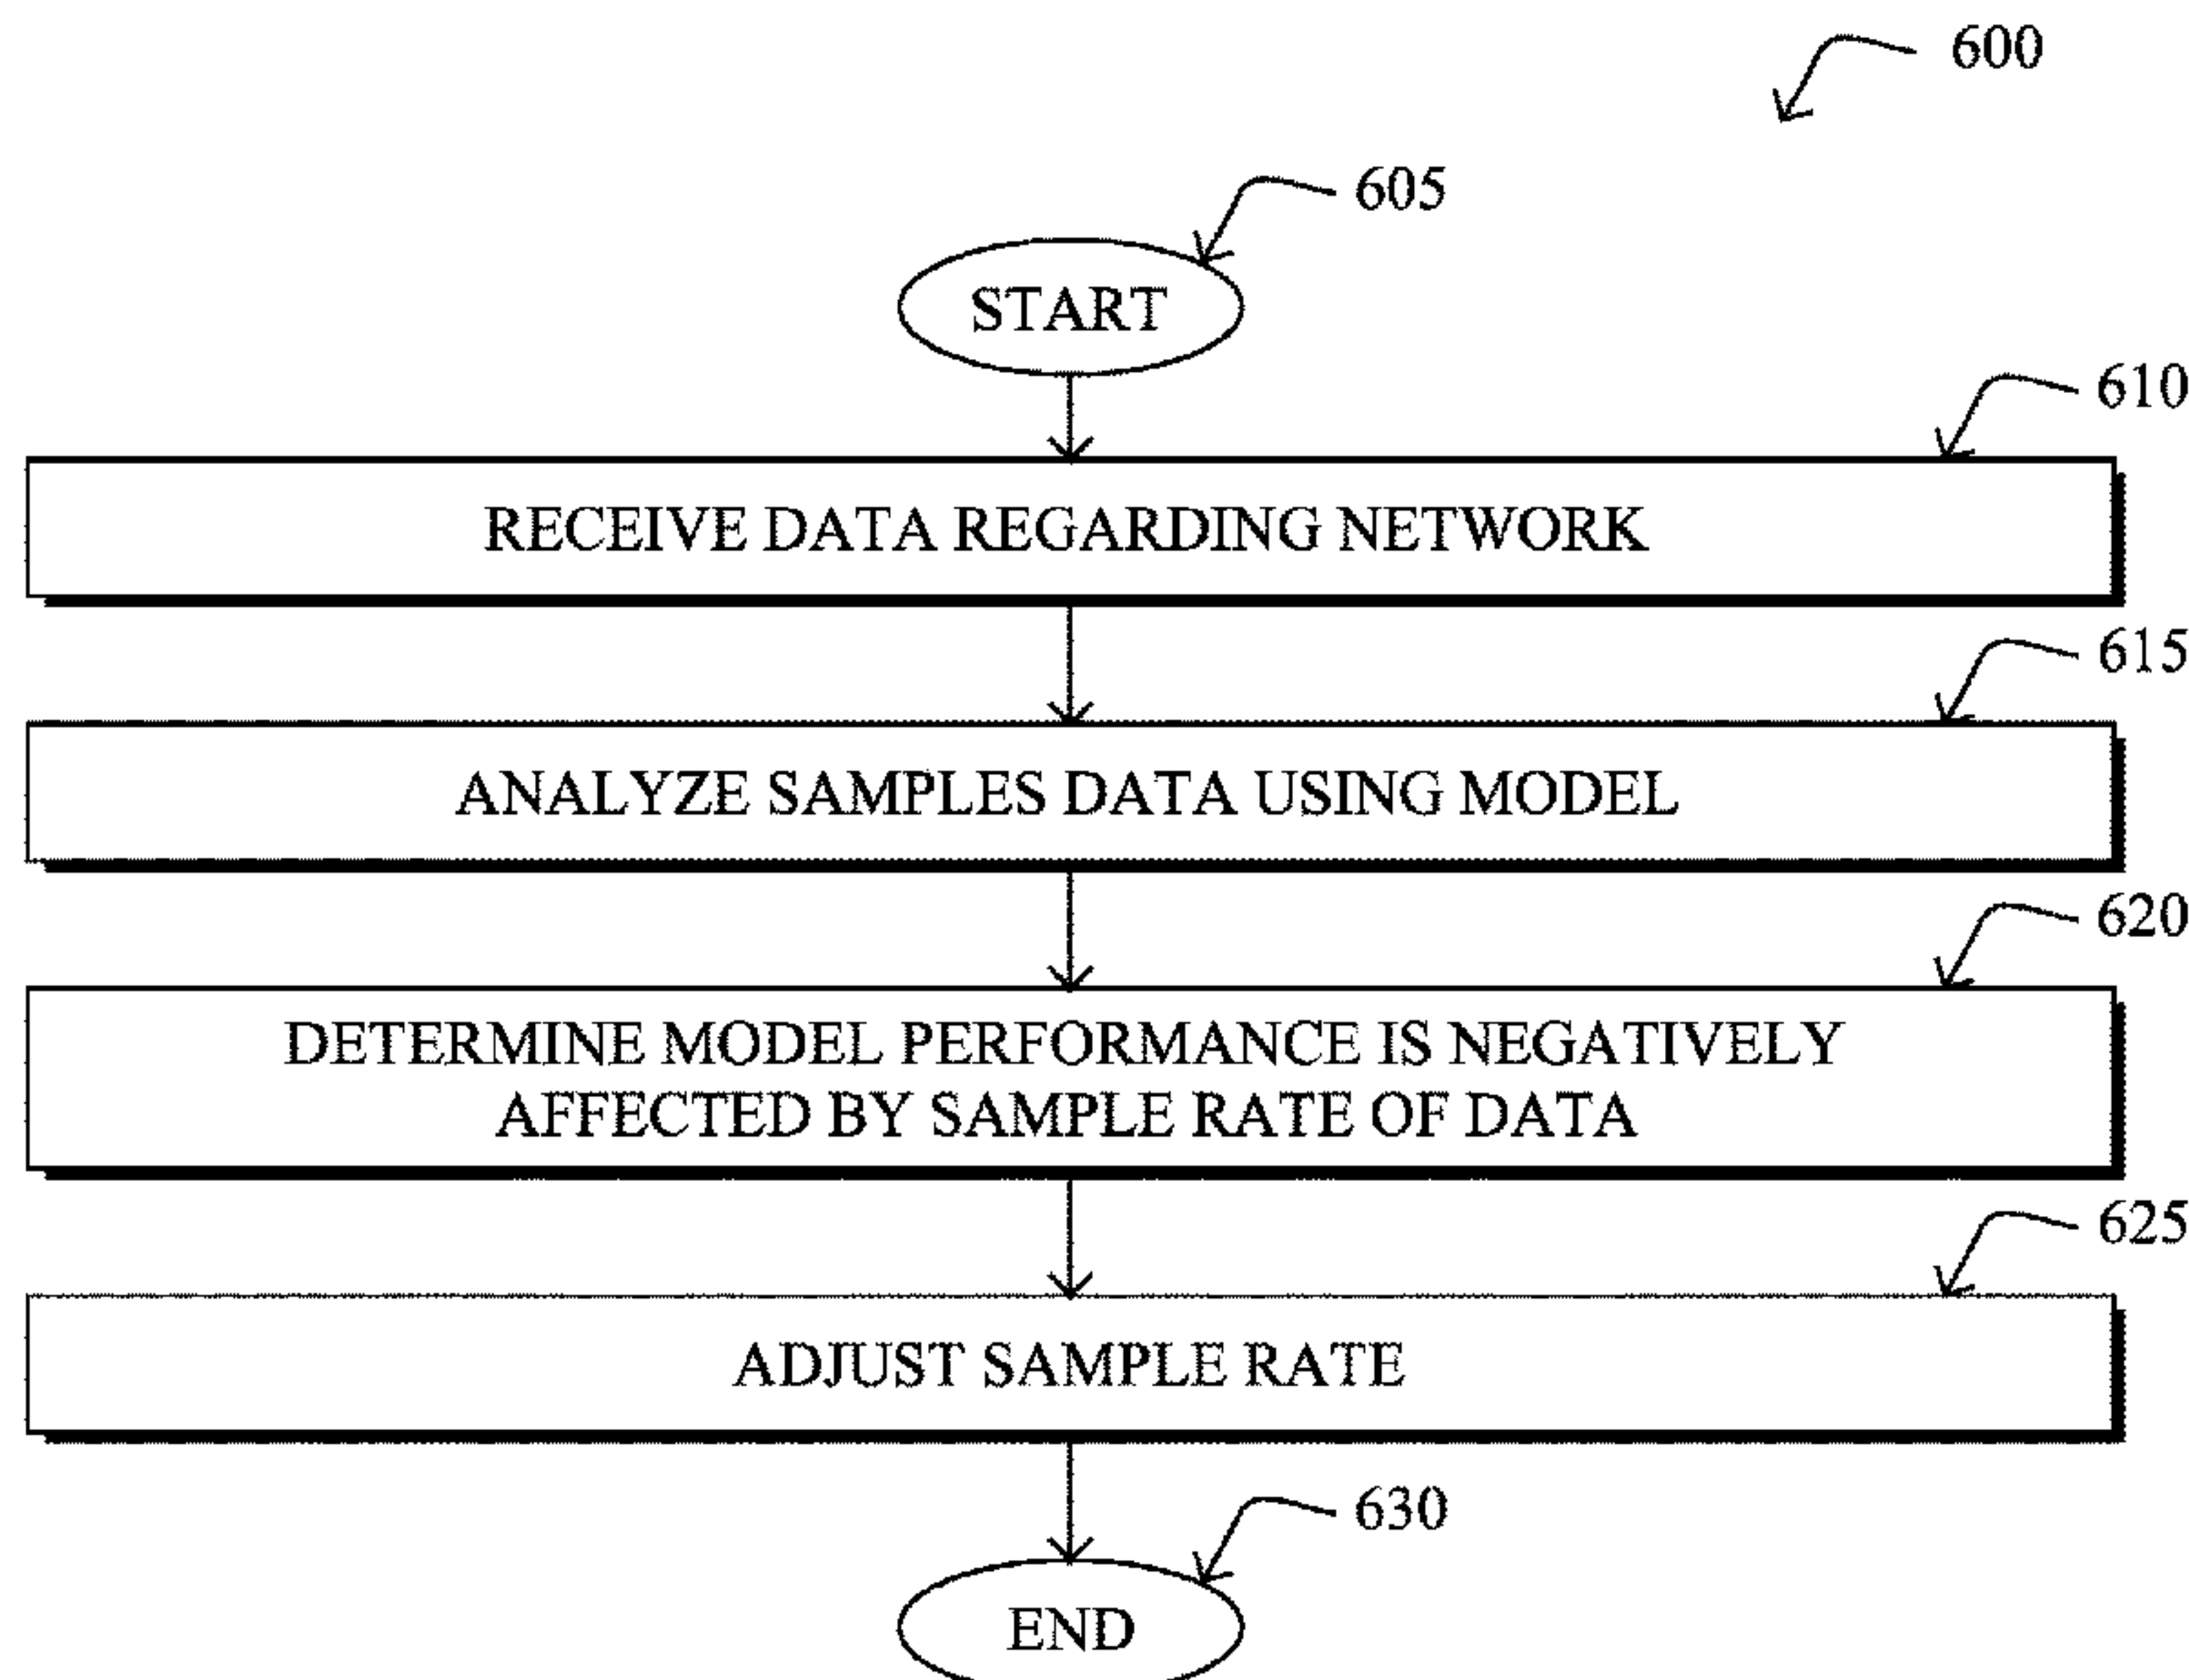 600
605
START
610
RECEIVE DATA REGARDING NETWORK
615
ANALYZE SAMPLES DATA USING MODEL
620
DETERMINE MODEL PERFORMANCE IS NEGATIVELY
AFFECTED BY SAMPLE RATE OF DATA
625
ADJUST SAMPLE RATE
630
END